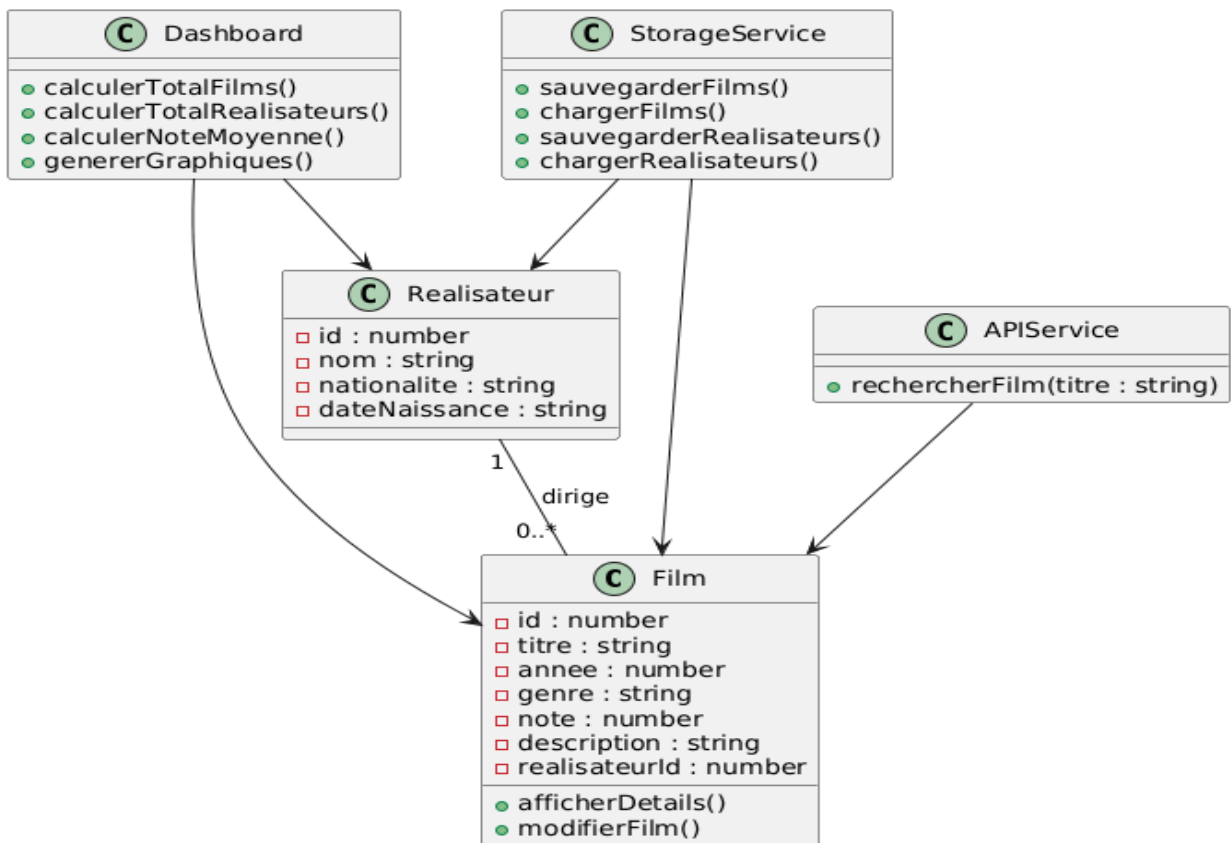 C Dashboard
calculerTotalFilms()
calculerTotalRealisateurs()
calculerNoteMoyenne()
genererGraphiques()
C StorageService
sauvegarderFilms()
chargerFilms()
sauvegarderRealisateurs()
chargerRealisateurs()
C Realisateur
id : number
nom : string
nationalite : string
dateNaissance : string
C APIService
rechercherFilm(titre : string)
1
dirige
0..*
C Film
id : number
titre : string
annee : number
genre : string
note : number
description : string
realisateurId : number
afficherDetails()
modifierFilm()